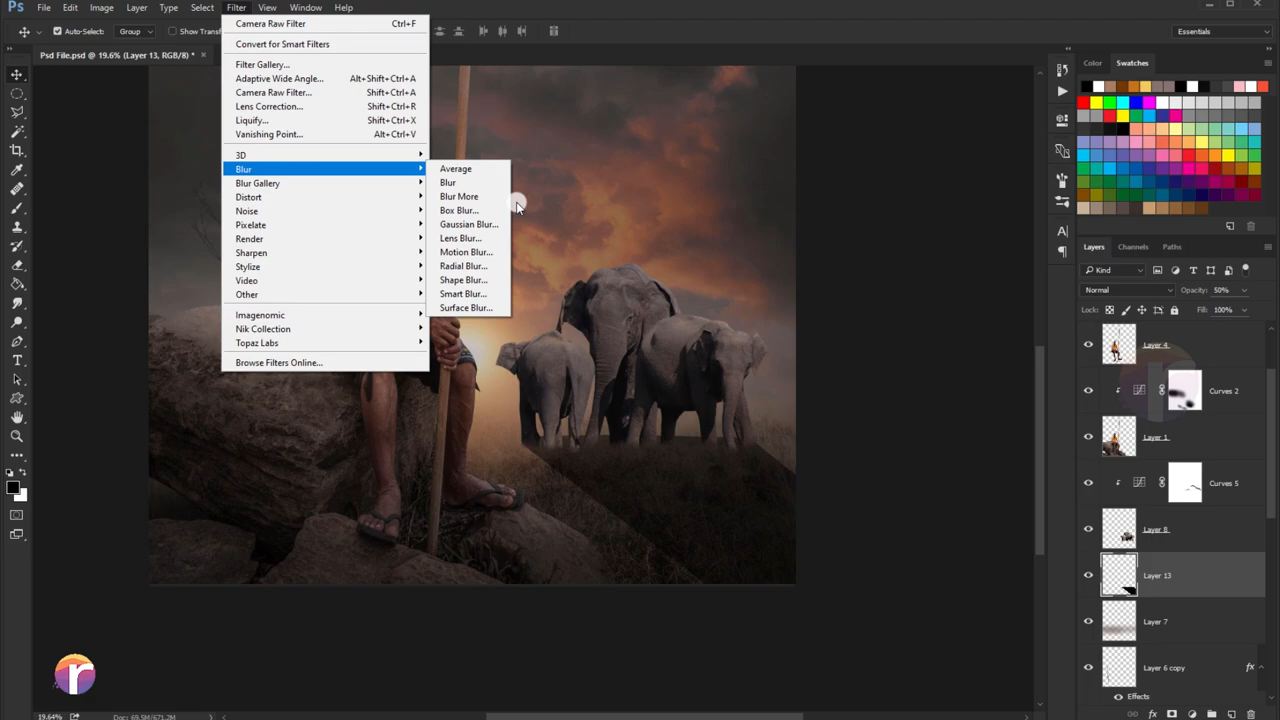 Ps File Edit Image Layer Type Select Filter View Window Help
Auto-Select: Group Show Transf
Essentials
Psd File.psd @ 19.6% (Layer 13, RGB/8) * ×
Camera Raw Filter Ctrl+F
Convert for Smart Filters
Filter Gallery...
Adaptive Wide Angle... Alt+Shift+Ctrl+A
Camera Raw Filter... Shift+Ctrl+A
Lens Correction... Shift+Ctrl+R
Liquify... Shift+Ctrl+X
Vanishing Point... Alt+Ctrl+V
3D
Blur
Blur Gallery
Distort
Noise
Pixelate
Render
Sharpen
Stylize
Video
Other
Imagenomic
Nik Collection
Topaz Labs
Browse Filters Online...
Average
Blur
Blur More
Box Blur...
Gaussian Blur...
Lens Blur...
Motion Blur...
Radial Blur...
Shape Blur...
Smart Blur...
Surface Blur...
Color Swatches
Layers Channels Paths
Kind
Normal Opacity: 50%
Lock: Fill: 100%
Layer 4
Curves 2
Layer 1
Curves 5
Layer 8
Layer 13
Layer 7
Layer 6 copy fx
Effects
r
19.64% Doc: 69.5M/671.2M